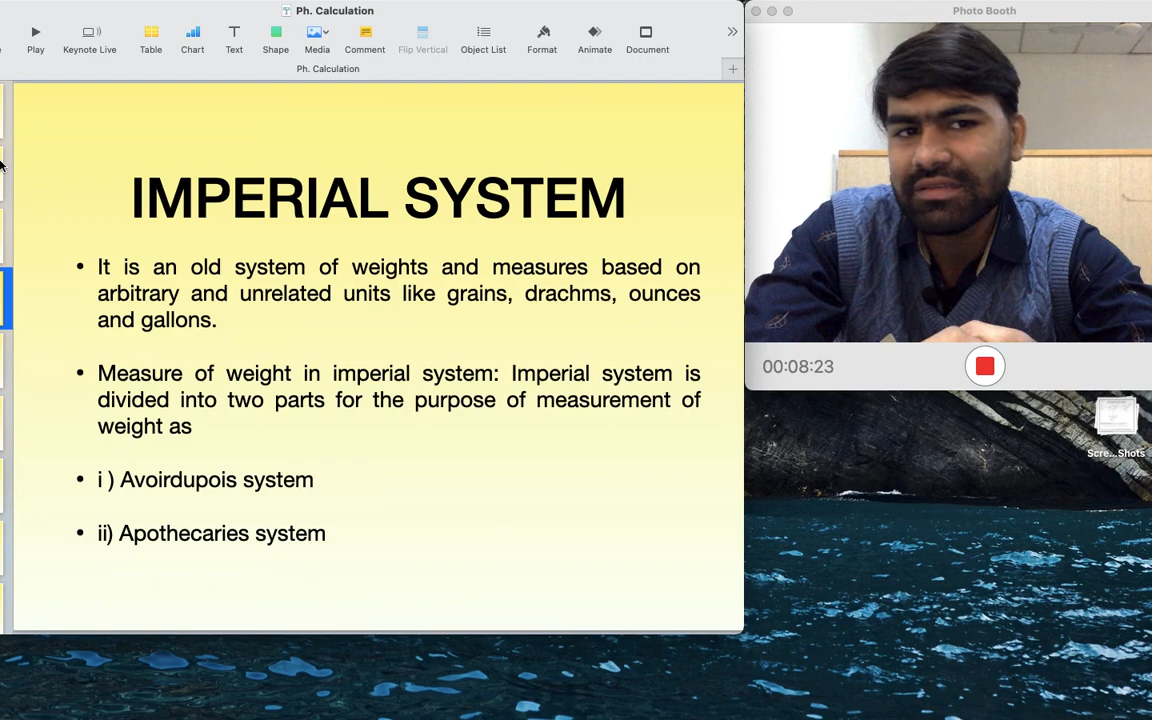 Ph. Calculation
Photo Booth
Play
Keynote Live
Table
Chart
Text
Shape
Media
Comment
Flip Vertical
Object List
Format
Animate
Document
Ph. Calculation
IMPERIAL SYSTEM
• It is an old system of weights and measures based on
arbitrary and unrelated units like grains, drachms, ounces
and gallons.
• Measure of weight in imperial system: Imperial system is
divided into two parts for the purpose of measurement of
weight as
• i ) Avoirdupois system
• ii) Apothecaries system
00:08:23
Scre...Shots